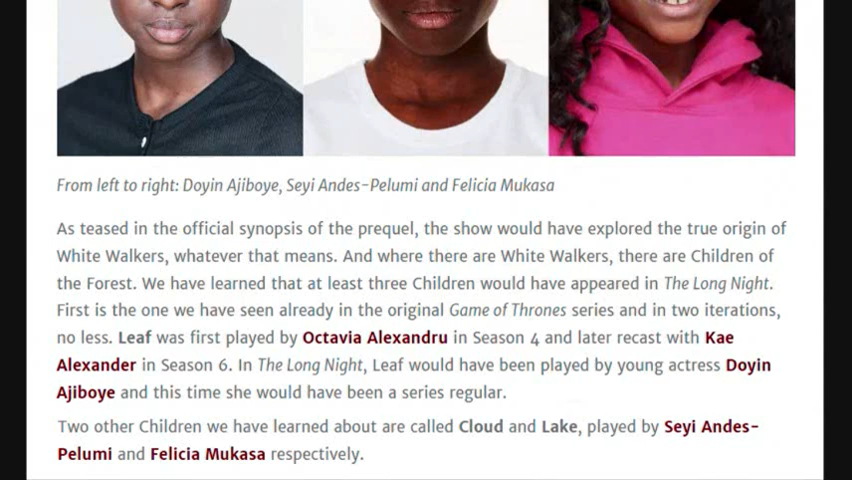 From left to right: Doyin Ajiboye, Seyi Andes-Pelumi and Felicia Mukasa
As teased in the official synopsis of the prequel, the show would have explored the true origin of
White Walkers, whatever that means. And where there are White Walkers, there are Children of
the Forest. We have learned that at least three Children would have appeared in The Long Night.
First is the one we have seen already in the original Game of Thrones series and in two iterations,
no less. Leaf was first played by Octavia Alexandru in Season 4 and later recast with Kae
Alexander in Season 6. In The Long Night, Leaf would have been played by young actress Doyin
Ajiboye and this time she would have been a series regular.
Two other Children we have learned about are called Cloud and Lake, played by Seyi Andes-
Pelumi and Felicia Mukasa respectively.